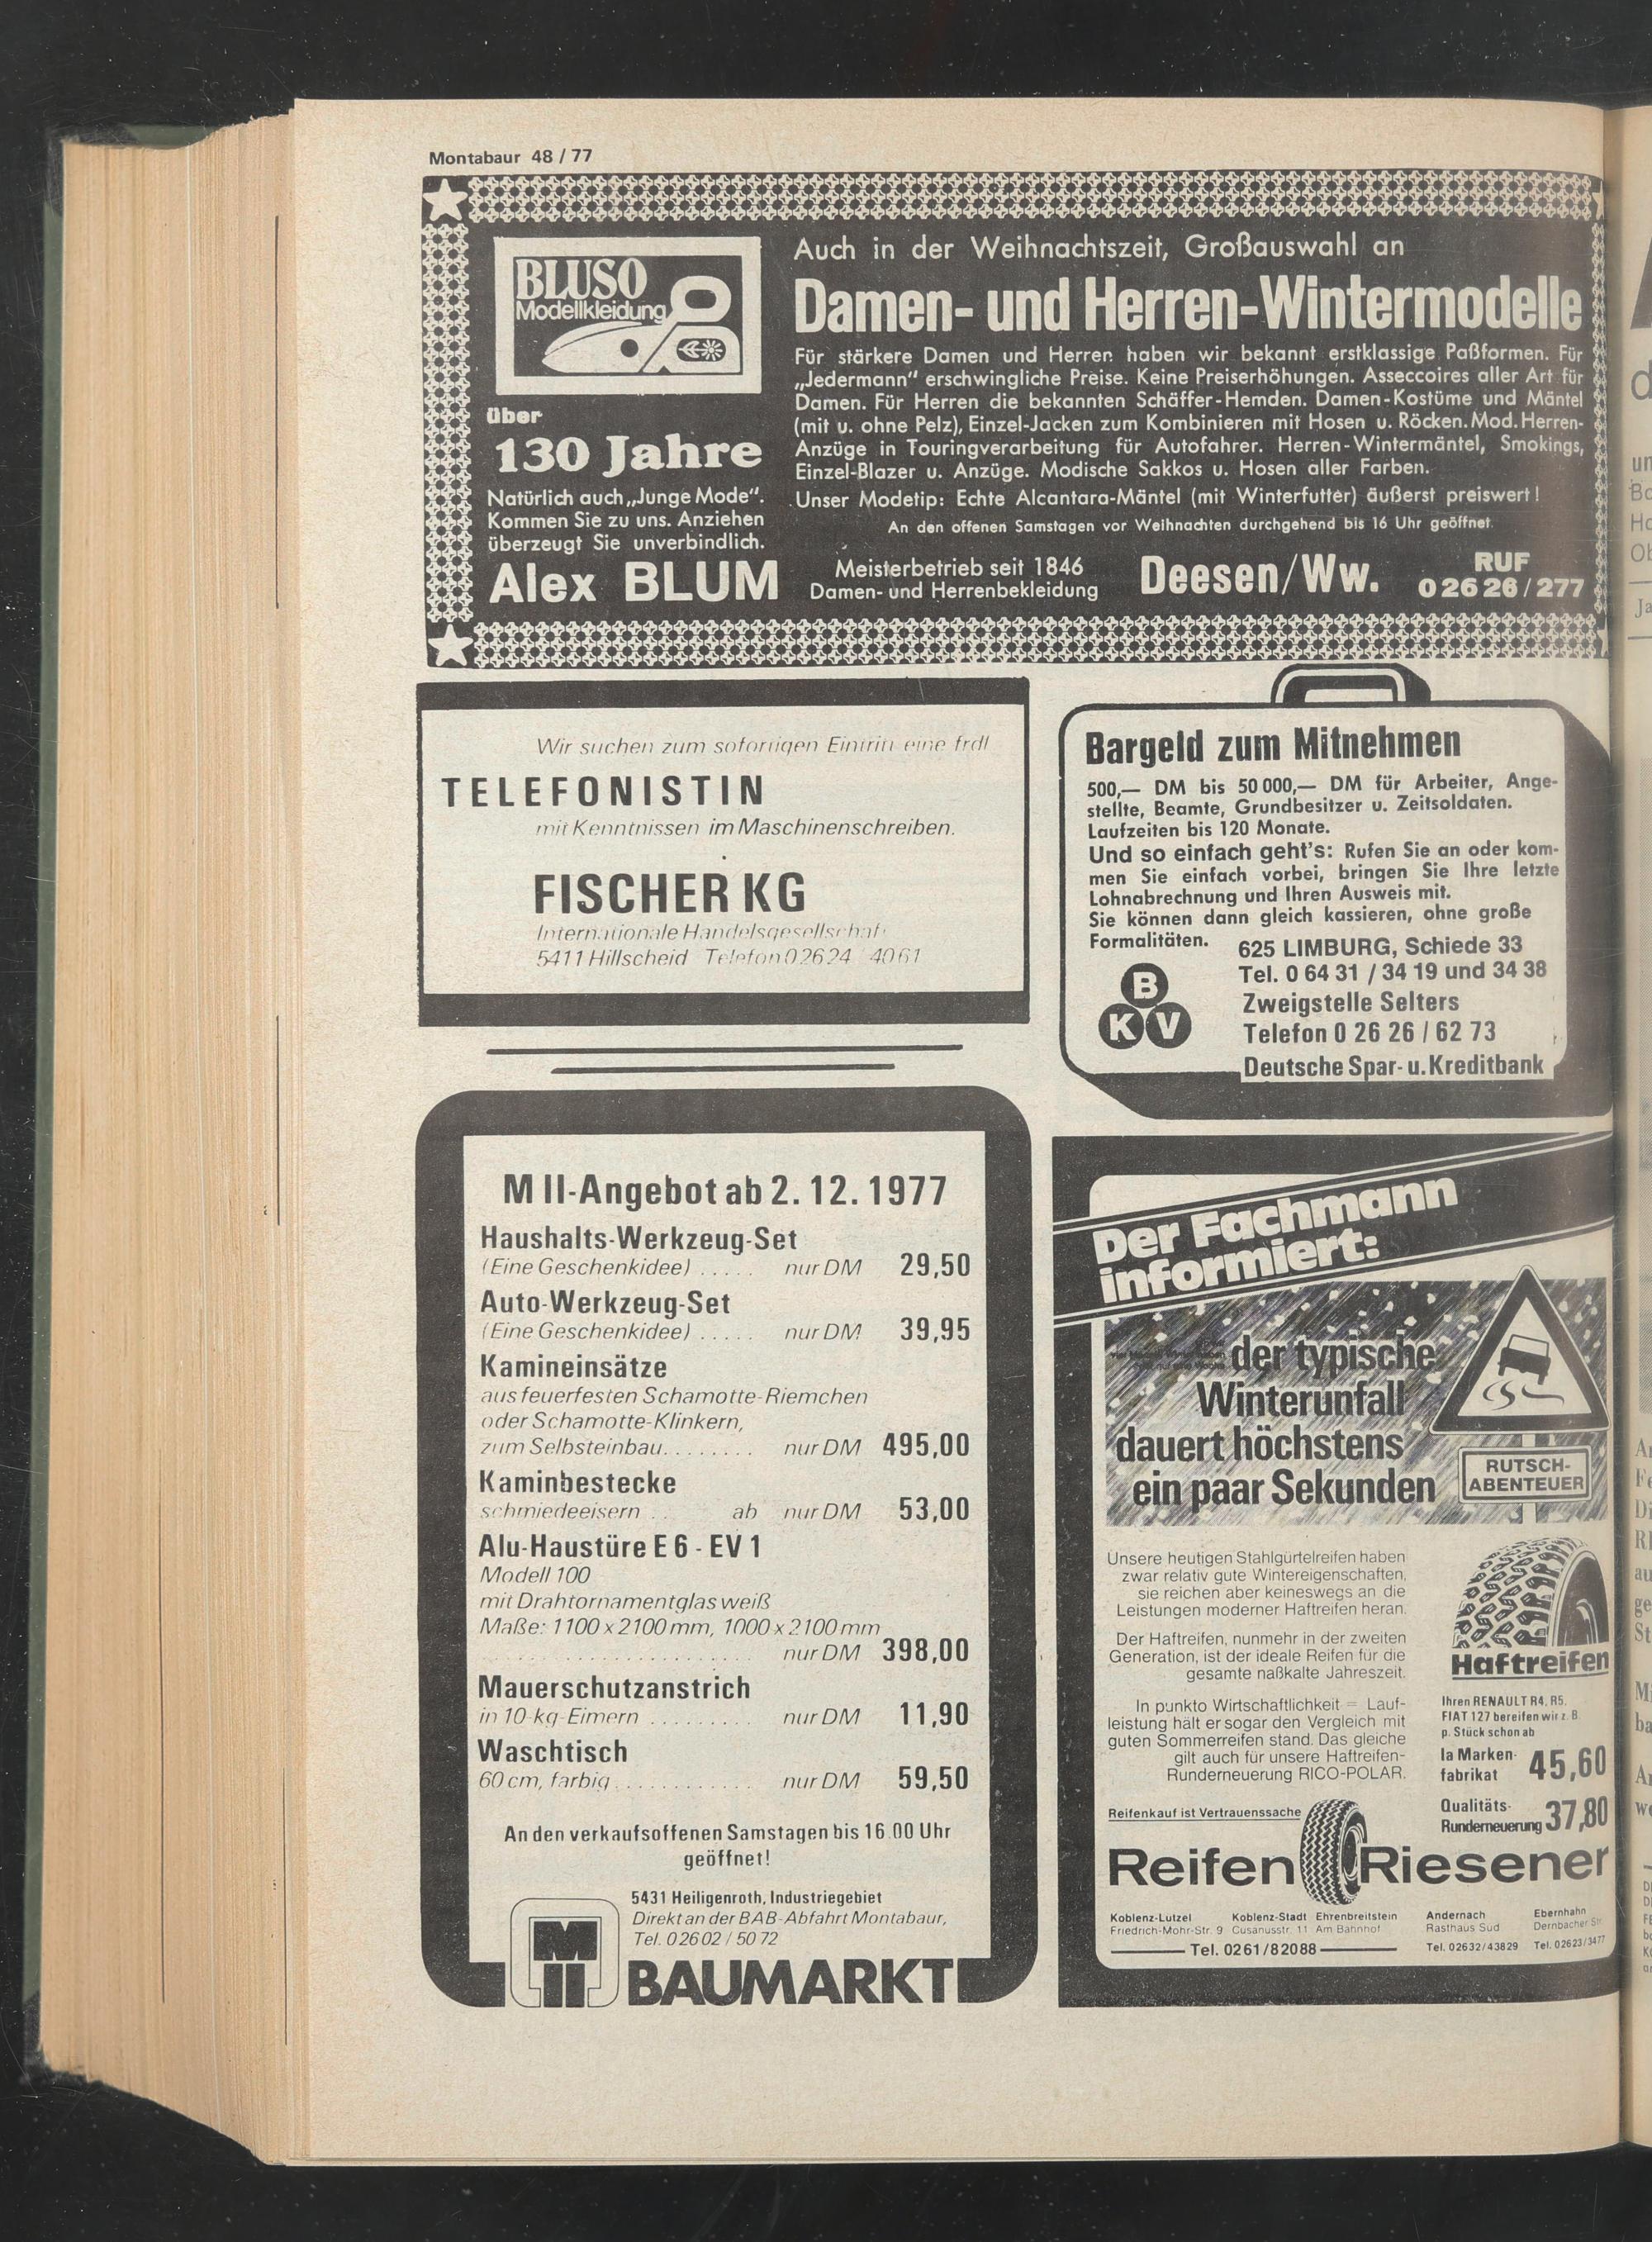 Montabaur 48 / 77
BLUSO
Modellkleidung
über
130 Jahre
Natürlich auch „Junge Mode".
Kommen Sie zu uns. Anziehen
überzeugt Sie unverbindlich.
Auch in der Weihnachtszeit, Großauswahl an
Damen- und Herren-Wintermodelle
Für stärkere Damen und Herren haben wir bekannt erstklassige Paßformen. Für
„Jedermann" erschwingliche Preise. Keine Preiserhöhungen. Asseccoires aller Art für
Damen. Für Herren die bekannten Schäffer-Hemden. Damen-Kostüme und Mäntel
(mit u. ohne Pelz), Einzel-Jacken zum Kombinieren mit Hosen u. Röcken. Mod. Herren-
Anzüge in Touringverarbeitung für Autofahrer. Herren-Wintermäntel, Smokings,
Einzel-Blazer u. Anzüge. Modische Sakkos u. Hosen aller Farben.
Unser Modetip: Echte Alcantara-Mäntel (mit Winterfutter) äußerst preiswert!
An den offenen Samstagen vor Weihnachten durchgehend bis 16 Uhr geöffnet.
Alex BLUM
Meisterbetrieb seit 1846
Damen- und Herrenbekleidung
Deesen/Ww.
RUF
0 26 26 / 277
Wir suchen zum sofortigen Eintritt eine frdl
TELEFONISTIN
mit Kenntnissen im Maschinenschreiben.
FISCHER KG
Internationale Handelsgesellschaft
5411 Hillscheid Telefon 0 26 24 4061
Bargeld zum Mitnehmen
500,— DM bis 50 000,— DM für Arbeiter, Ange-
stellte, Beamte, Grundbesitzer u. Zeitsoldaten.
Laufzeiten bis 120 Monate.
Und so einfach geht's: Rufen Sie an oder kom-
men Sie einfach vorbei, bringen Sie Ihre letzte
Lohnabrechnung und Ihren Ausweis mit.
Sie können dann gleich kassieren, ohne große
Formalitäten.
625 LIMBURG, Schiede 33
Tel. 0 64 31 / 34 19 und 34 38
Zweigstelle Selters
Telefon 0 26 26 / 62 73
Deutsche Spar- u. Kreditbank
B
K V
M II-Angebot ab 2. 12. 1977
Haushalts-Werkzeug-Set
(Eine Geschenkidee) ..... nur DM 29,50
Auto-Werkzeug-Set
(Eine Geschenkidee) ..... nur DM 39,95
Kamineinsätze
aus feuerfesten Schamotte-Riemchen
oder Schamotte-Klinkern,
zum Selbsteinbau........ nur DM 495,00
Kaminbestecke
schmiedeeisern .. ab nur DM 53,00
Alu-Haustüre E 6 - EV 1
Modell 100
mit Drahtornamentglas weiß
Maße: 1100 x 2100 mm, 1000 x 2100 mm
nur DM 398,00
Mauerschutzanstrich
in 10-kg-Eimern ......... nur DM 11,90
Waschtisch
60 cm, farbig............ nur DM 59,50
An den verkaufsoffenen Samstagen bis 16.00 Uhr
geöffnet!
5431 Heiligenroth, Industriegebiet
Direkt an der BAB-Abfahrt Montabaur,
Tel. 0 26 02 / 50 72
M II
BAUMARKT
Der Fachmann
informiert:
der typische
Winterunfall
dauert höchstens
ein paar Sekunden
RUTSCH-
ABENTEUER
Unsere heutigen Stahlgürtelreifen haben
zwar relativ gute Wintereigenschaften,
sie reichen aber keineswegs an die
Leistungen moderner Haftreifen heran.
Der Haftreifen, nunmehr in der zweiten
Generation, ist der ideale Reifen für die
gesamte naßkalte Jahreszeit.
In punkto Wirtschaftlichkeit = Lauf-
leistung hält er sogar den Vergleich mit
guten Sommerreifen stand. Das gleiche
gilt auch für unsere Haftreifen-
Runderneuerung RICO-POLAR.
Haftreifen
Ihren RENAULT R4, R5,
FIAT 127 bereifen wir z. B.
p. Stück schon ab
Ia Marken-
fabrikat 45,60
Qualitäts-
Runderneuerung 37,80
Reifenkauf ist Vertrauenssache
Reifen Riesener
Koblenz-Lützel
Friedrich-Mohr-Str. 9
Koblenz-Stadt
Cusanusstr. 11
Ehrenbreitstein
Am Bahnhof
Tel. 0261/82088
Andernach
Rasthaus Süd
Tel. 02632/43829
Ebernhahn
Dernbacher Str.
Tel. 02623/3477